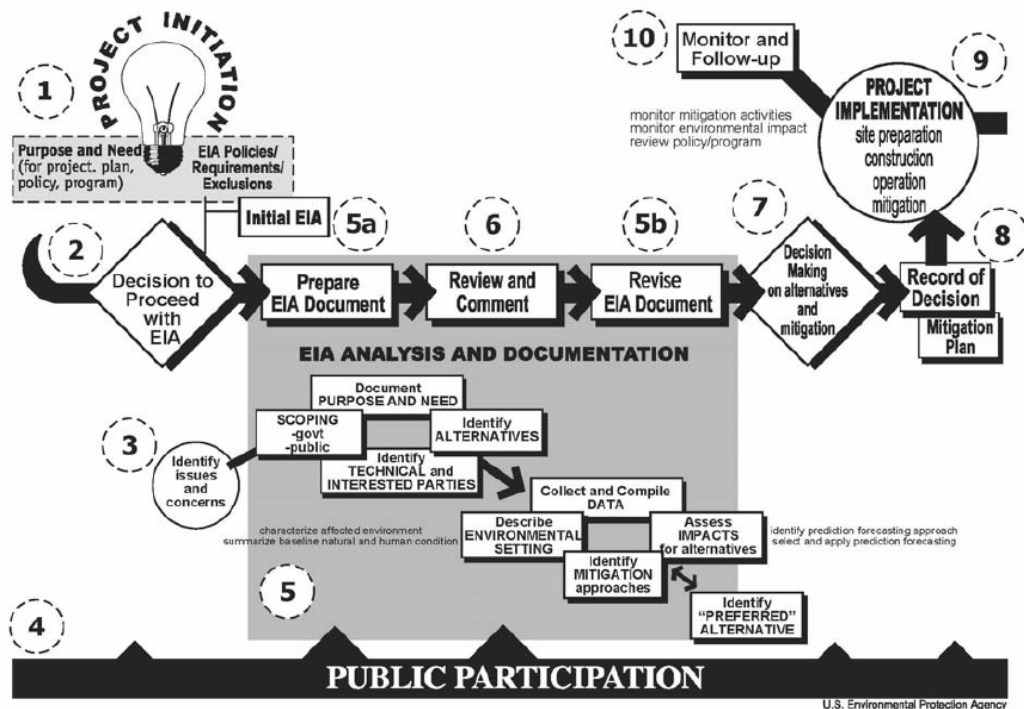 PROJECT INITIATION
1
Purpose and Need
(for project. plan,
policy, program)
EIA Policies/
Requirements/
Exclusions
Initial EIA
10
Monitor and
Follow-up
monitor mitigation activities
monitor environmental impact
review policy/program
9
PROJECT
IMPLEMENTATION
site preparation
construction
operation
mitigation
2
Decision to
Proceed
with
EIA
5a
Prepare
EIA Document
6
Review and
Comment
5b
Revise
EIA Document
7
Decision
Making
on alternatives
and
mitigation
8
Record of
Decision
Mitigation
Plan
EIA ANALYSIS AND DOCUMENTATION
3
Identify
issues
and
concerns
SCOPING
-govt
-public
Document
PURPOSE AND NEED
Identify
ALTERNATIVES
Identify
TECHNICAL and
INTERESTED PARTIES
Collect and Compile
DATA
characterize affected environment
summarize baseline natural and human condition
Describe
ENVIRONMENTAL
SETTING
Assess
IMPACTS
for alternatives
identify prediction forecasting approach
select and apply prediction forecasting
Identify
MITIGATION
approaches
Identify
“PREFERRED”
ALTERNATIVE
5
4
PUBLIC PARTICIPATION
U.S. Environmental Protection Agency